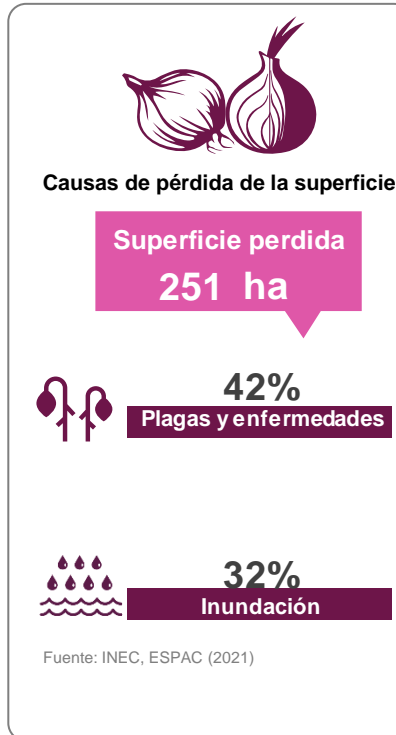 Causas de pérdida de la superficie
Superficie perdida
251 ha
42%
Plagas y enfermedades
32%
Inundación
Fuente: INEC, ESPAC (2021)